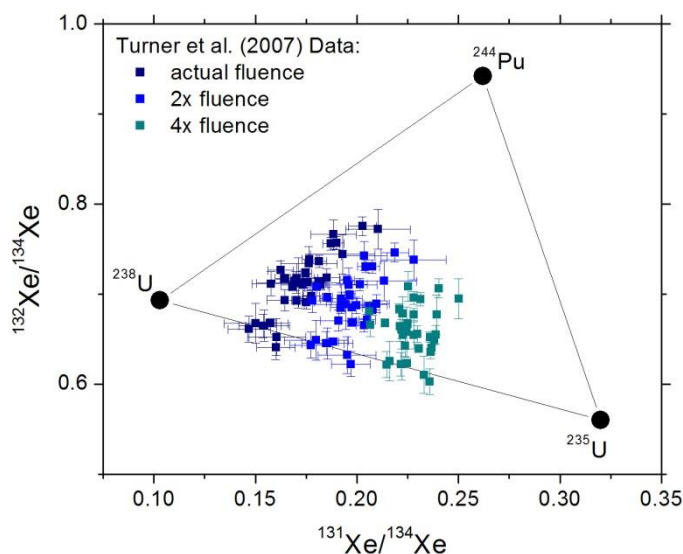 1.0
0.8
0.6
132Xe/134Xe
Turner et al. (2007) Data:
actual fluence
2x fluence
4x fluence
244Pu
238U
235U
0.10 0.15 0.20 0.25 0.30 0.35
131Xe/134Xe